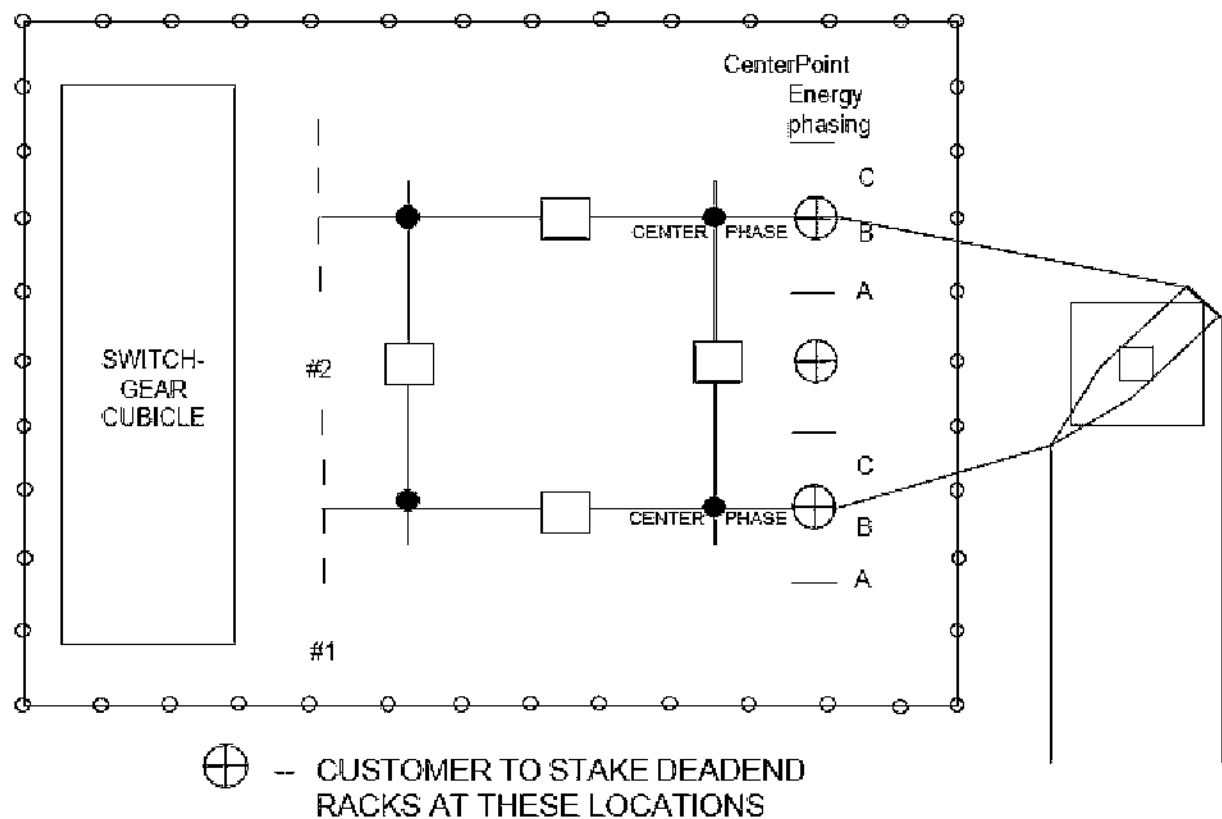 CenterPoint
Energy
phasing
C
CENTER PHASE B
A
SWITCH-
GEAR
CUBICLE
#2
C
CENTER PHASE
B
A
#1
-- CUSTOMER TO STAKE DEADEND
RACKS AT THESE LOCATIONS